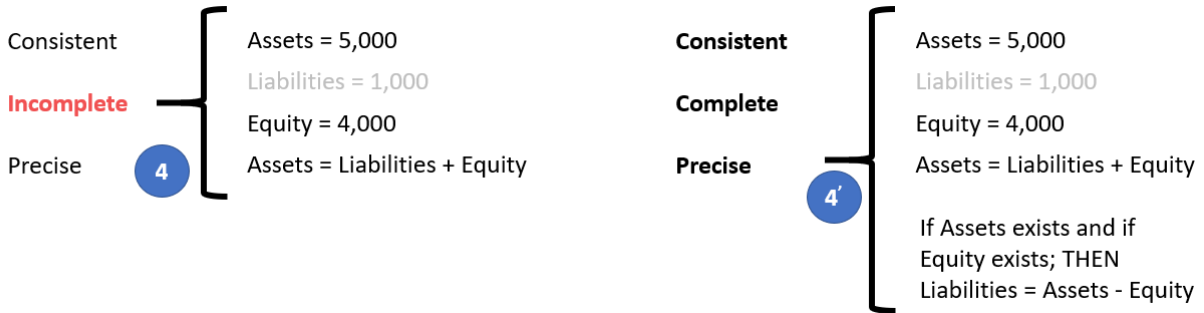 Consistent
Incomplete
Precise
4
Assets = 5,000
Liabilities = 1,000
Equity = 4,000
Assets = Liabilities + Equity
Consistent
Complete
Precise
4′
Assets = 5,000
Liabilities = 1,000
Equity = 4,000
Assets = Liabilities + Equity
If Assets exists and if
Equity exists; THEN
Liabilities = Assets - Equity